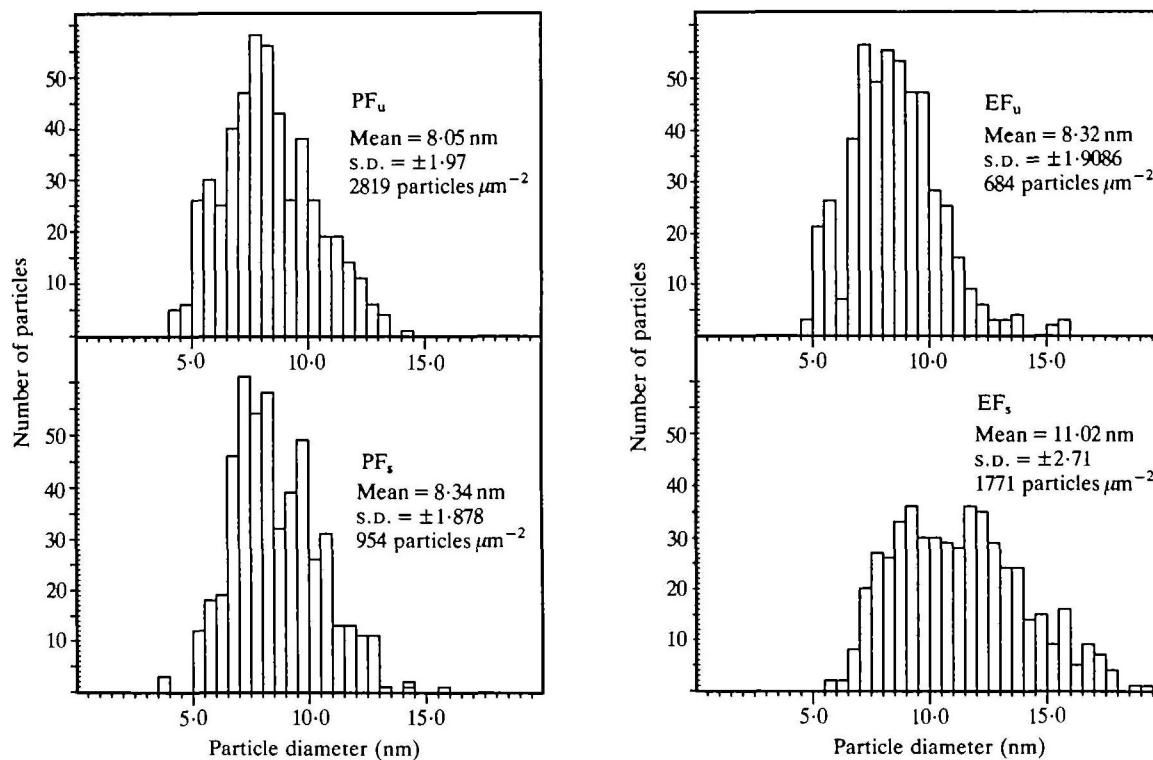 Number of particles
50
40
30
20
10
PFu
Mean = 8·05 nm
S.D. = ±1·97
2819 particles μm⁻²
5·0 10·0 15·0
50
40
30
20
10
PFs
Mean = 8·34 nm
S.D. = ±1·878
954 particles μm⁻²
5·0 10·0 15·0
Particle diameter (nm)
Number of particles
50
40
30
20
10
EFu
Mean = 8·32 nm
S.D. = ±1·9086
684 particles μm⁻²
5·0 10·0 15·0
50
40
30
20
10
EFs
Mean = 11·02 nm
S.D. = ±2·71
1771 particles μm⁻²
5·0 10·0 15·0
Particle diameter (nm)